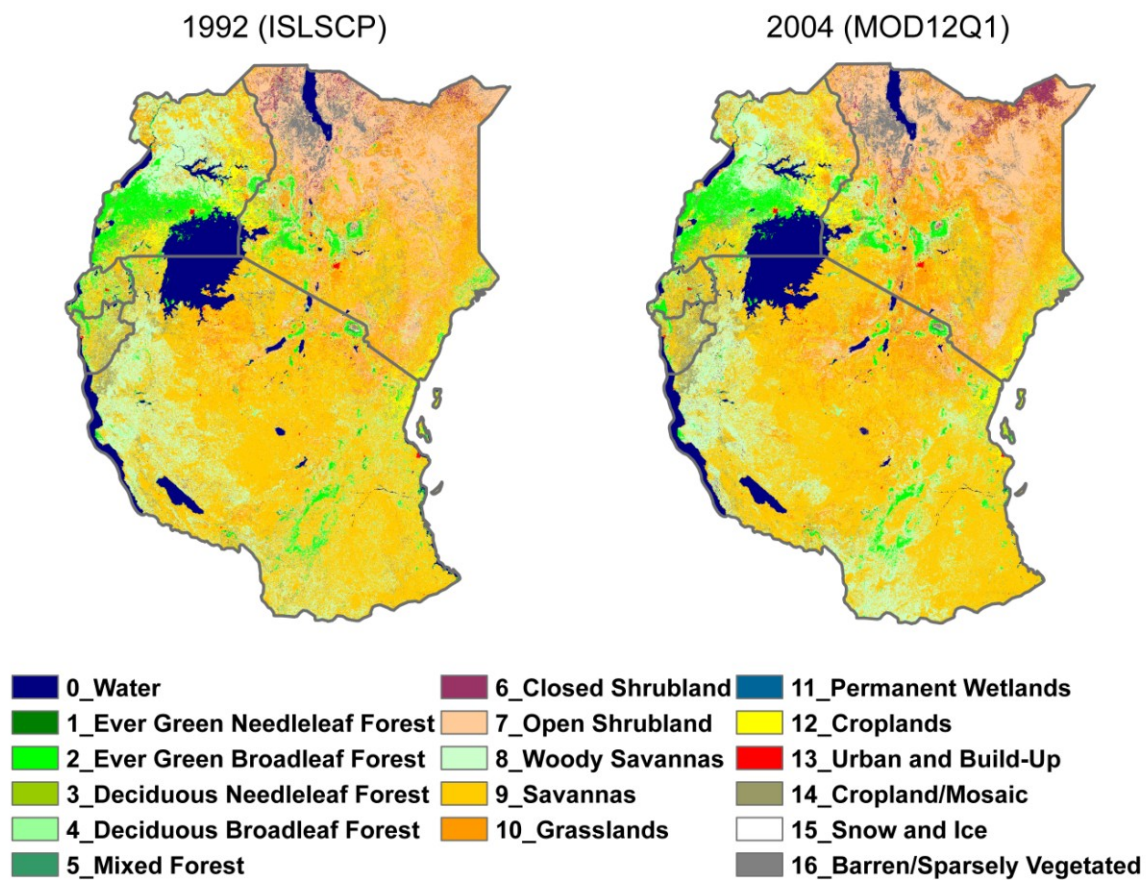 1992 (ISLSCP)
2004 (MOD12Q1)
0_Water
1_Ever Green Needleleaf Forest
2_Ever Green Broadleaf Forest
3_Deciduous Needleleaf Forest
4_Deciduous Broadleaf Forest
5_Mixed Forest
6_Closed Shrubland
7_Open Shrubland
8_Woody Savannas
9_Savannas
10_Grasslands
11_Permanent Wetlands
12_Croplands
13_Urban and Build-Up
14_Cropland/Mosaic
15_Snow and Ice
16_Barren/Sparsely Vegetated